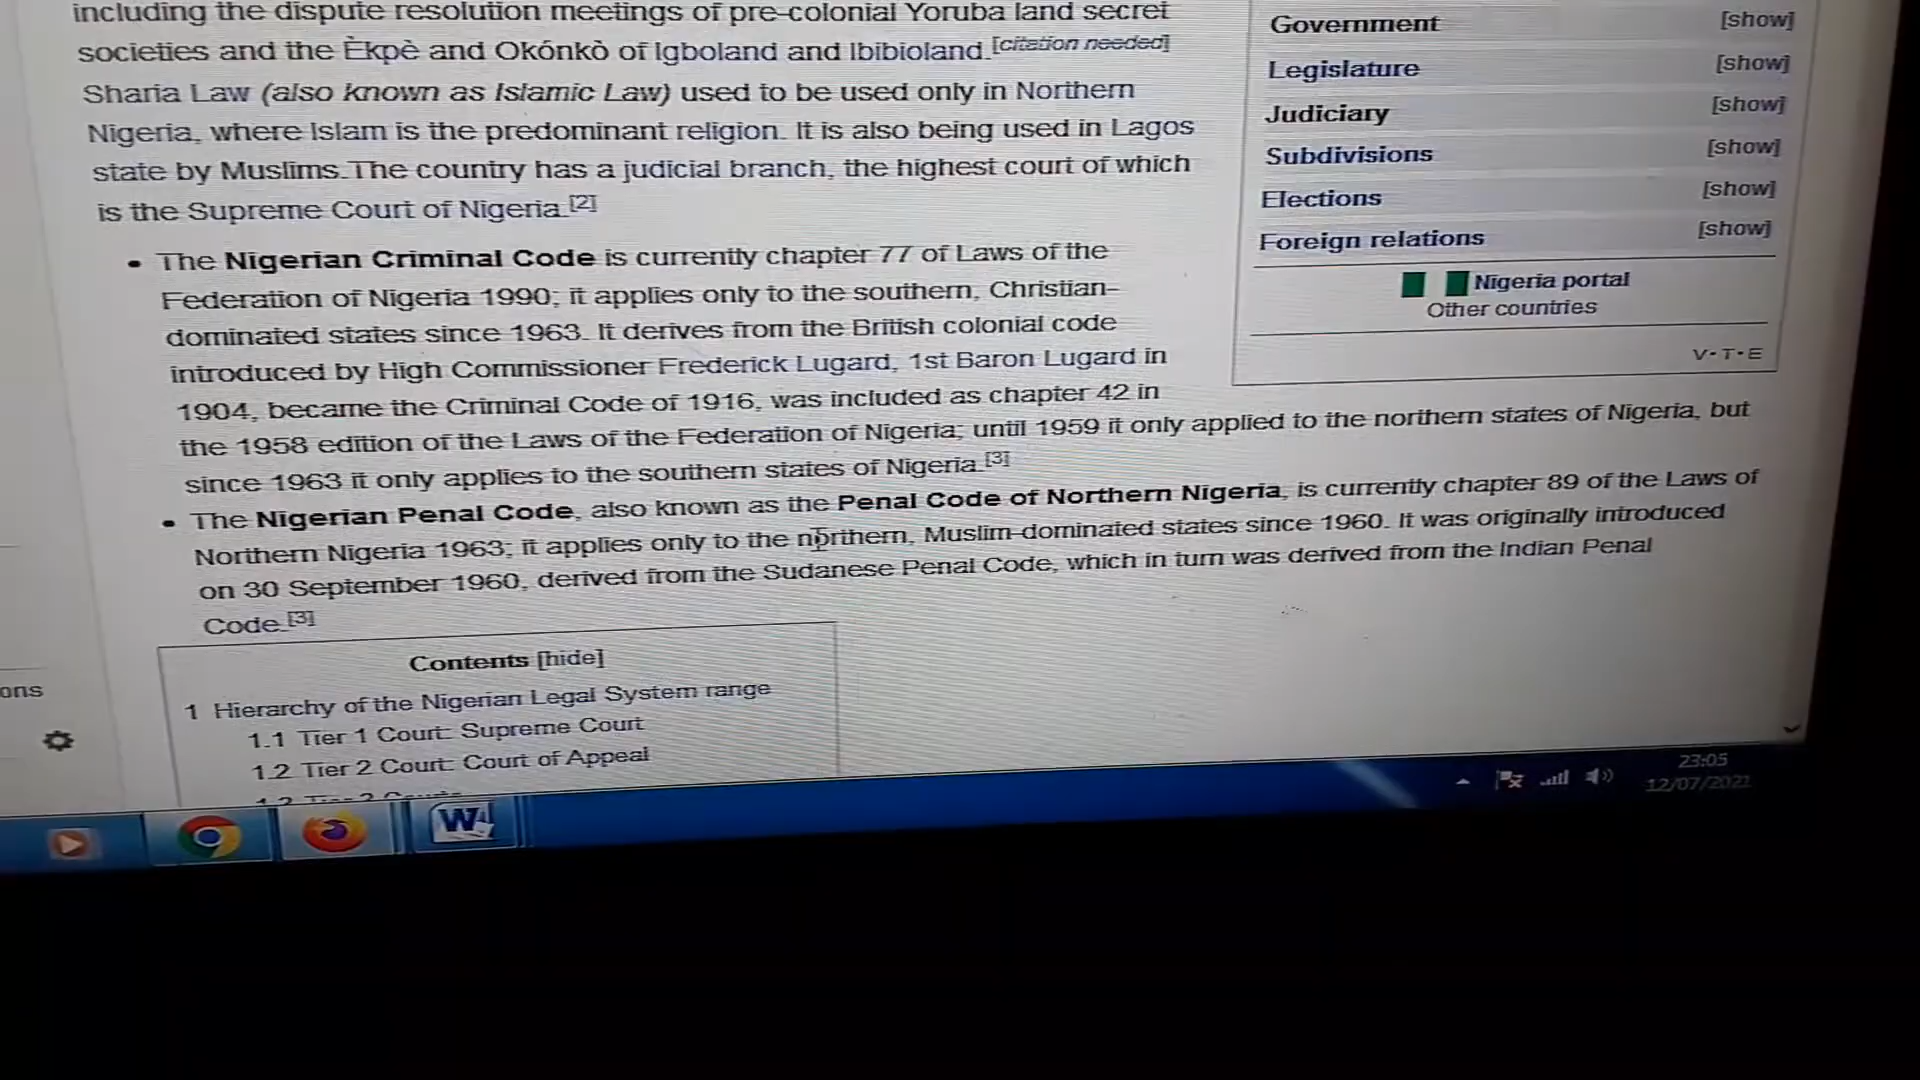 including the dispute resolution meetings of pre-colonial Yoruba land secret
societies and the Èkpè and Okónkò of Igboland and Ibibioland.[citation needed]
Sharia Law (also known as Islamic Law) used to be used only in Northern
Nigeria, where Islam is the predominant religion. It is also being used in Lagos
state by Muslims.The country has a judicial branch, the highest court of which
is the Supreme Court of Nigeria.[2]
• The Nigerian Criminal Code is currently chapter 77 of Laws of the
Federation of Nigeria 1990; it applies only to the southern, Christian-
dominated states since 1963. It derives from the British colonial code
introduced by High Commissioner Frederick Lugard, 1st Baron Lugard in
1904, became the Criminal Code of 1916, was included as chapter 42 in
the 1958 edition of the Laws of the Federation of Nigeria; until 1959 it only applied to the northern states of Nigeria, but
since 1963 it only applies to the southern states of Nigeria.[3]
• The Nigerian Penal Code, also known as the Penal Code of Northern Nigeria, is currently chapter 89 of the Laws of
Northern Nigeria 1963; it applies only to the northern, Muslim-dominated states since 1960. It was originally introduced
on 30 September 1960, derived from the Sudanese Penal Code, which in turn was derived from the Indian Penal
Code.[3]
Contents [hide]
1 Hierarchy of the Nigerian Legal System range
1.1 Tier 1 Court: Supreme Court
1.2 Tier 2 Court: Court of Appeal
Government [show]
Legislature [show]
Judiciary [show]
Subdivisions [show]
Elections [show]
Foreign relations [show]
Nigeria portal
Other countries
V·T·E
ons
W
23:05
12/07/2021